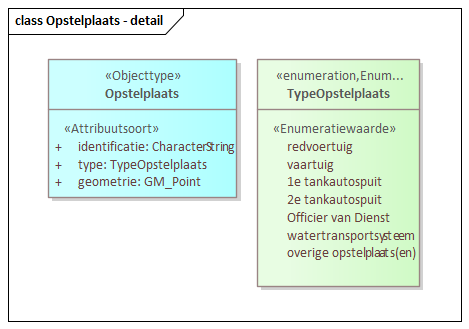 class Opstelplaats - detail
«Objecttype»
Opstelplaats
«Attribuutsoort»
+ identificatie: CharacterString
+ type: TypeOpstelplaats
+ geometrie: GM_Point
«enumeration,Enum...
TypeOpstelplaats
«Enumeratiewaarde»
redvoertuig
vaartuig
1e tankautospuit
2e tankautospuit
Officier van Dienst
watertransportsysteem
overige opstelplaats(en)